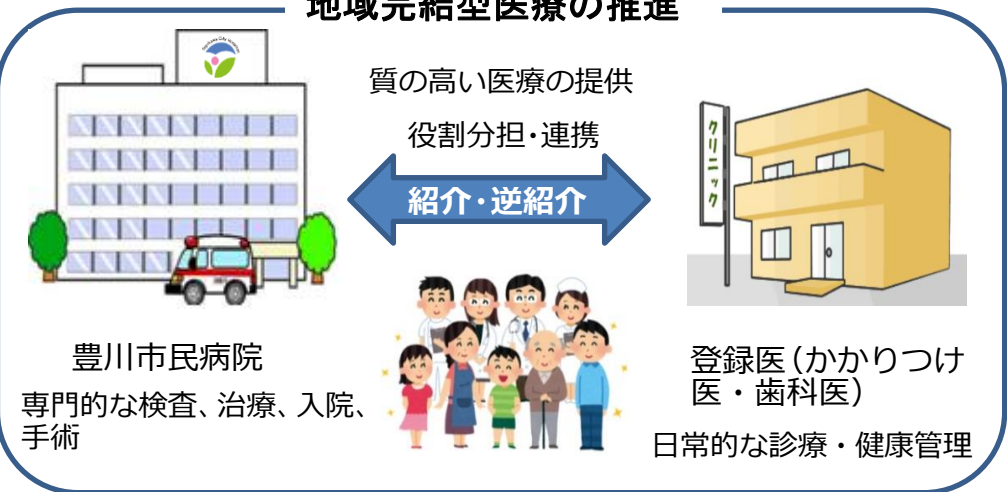 地域完結型医療の推進
質の高い医療の提供
役割分担・連携
紹介・逆紹介
クリニック
豊川市民病院
専門的な検査、治療、入院、
手術
登録医(かかりつけ
医・歯科医)
日常的な診療・健康管理